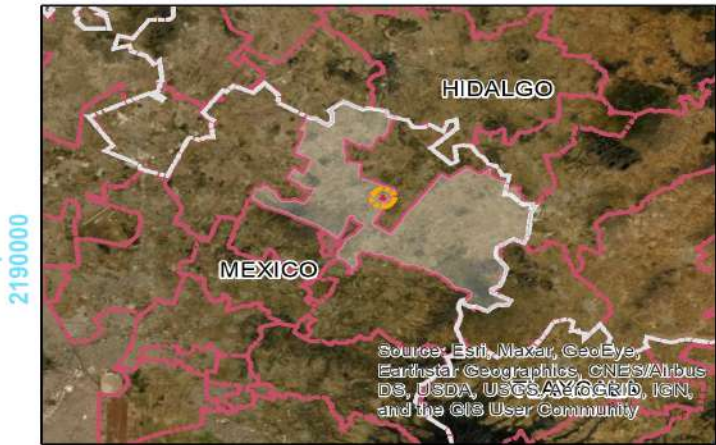 HIDALGO
2190000
MEXICO
Source: Esri, Maxar, GeoEye,
Earthstar Geographics, CNES/Airbus
DS, USDA, USGS, AeroGRID, IGN,
and the GIS User Community